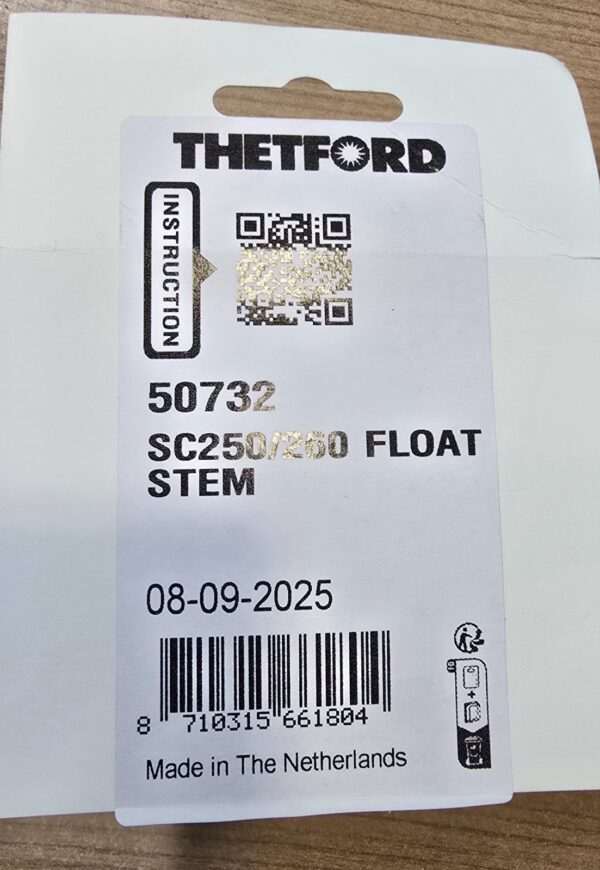 THETFORD
INSTRUCTION
50732
SC250/260 FLOAT
STEM
08-09-2025
8 710315 661804
Made in The Netherlands